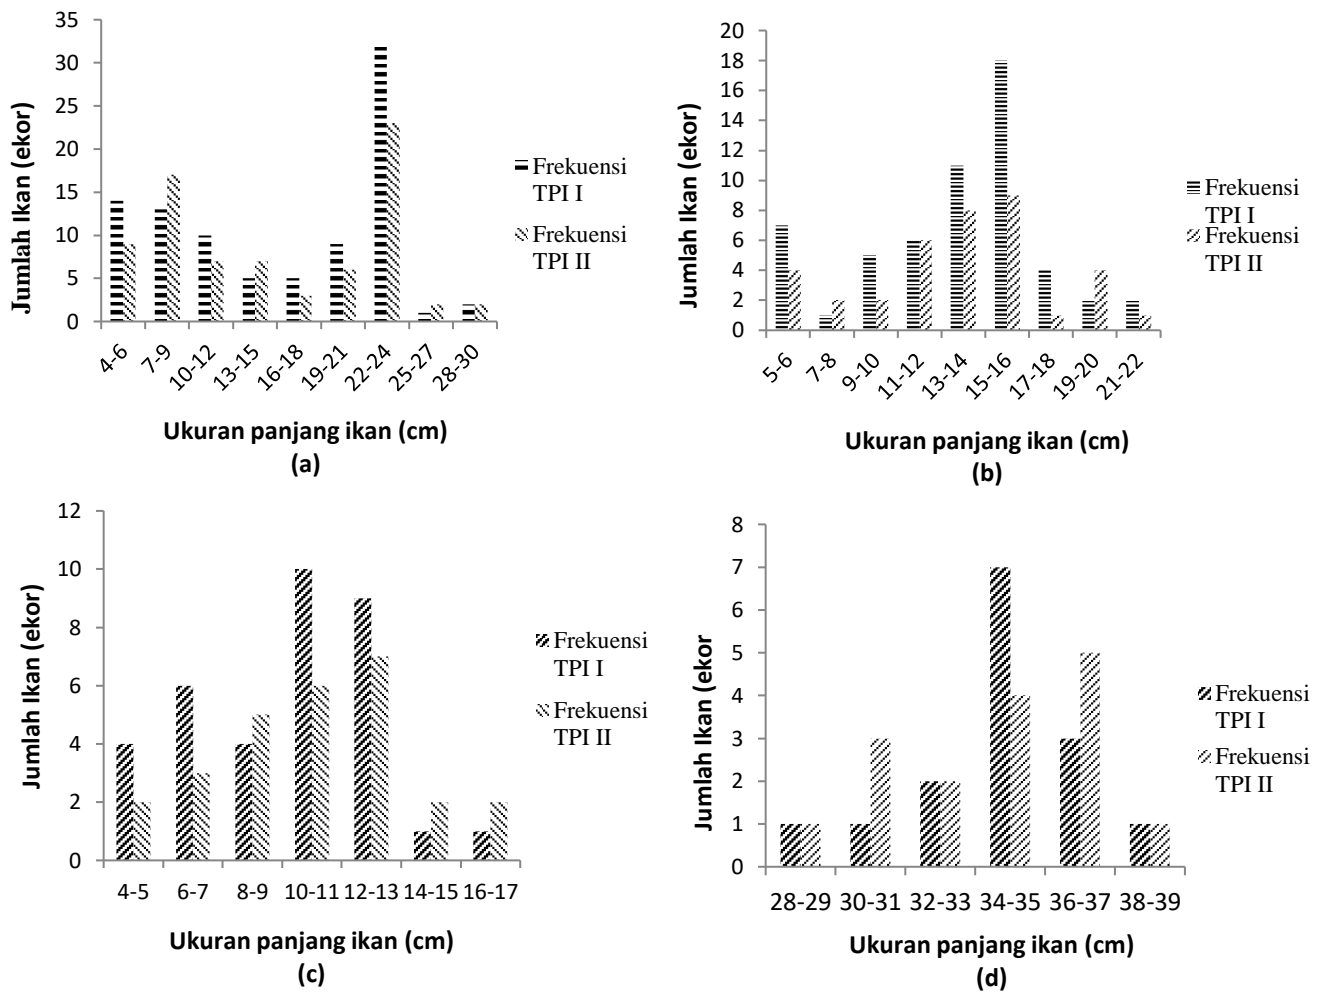 35
30
25
20
15
10
5
0
Jumlah Ikan (ekor)
4-6
7-9
10-12
13-15
16-18
19-21
22-24
25-27
28-30
Ukuran panjang ikan (cm)
(a)
Frekuensi
TPI I
Frekuensi
TPI II
20
18
16
14
12
10
8
6
4
2
0
Jumlah Ikan (ekor)
5-6
7-8
9-10
11-12
13-14
15-16
17-18
19-20
21-22
Ukuran panjang ikan (cm)
(b)
Frekuensi
TPI I
Frekuensi
TPI II
12
10
8
6
4
2
0
Jumlah Ikan (ekor)
4-5 6-7 8-9 10-11 12-13 14-15 16-17
Ukuran panjang ikan (cm)
(c)
Frekuensi
TPI I
Frekuensi
TPI II
8
7
6
5
4
3
2
1
0
Jumlah Ikan (ekor
28-29 30-31 32-33 34-35 36-37 38-39
Ukuran panjang ikan (cm)
(d)
Frekuensi
TPI I
Frekuensi
TPI II